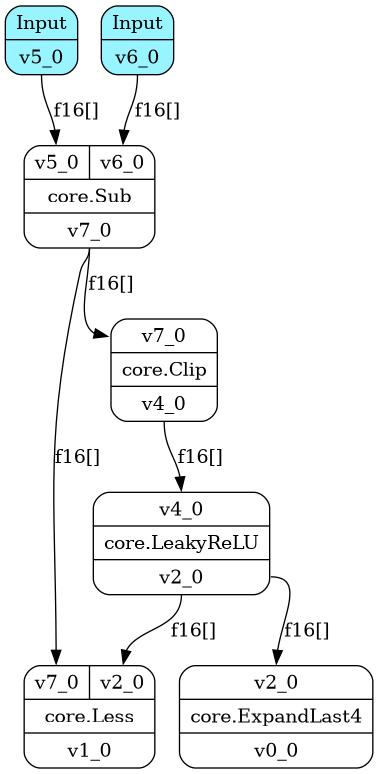 Input Input
v5_0 v6_0
f16[] f16[]
v5_0 v6_0
core.Sub
v7_0
f16[]
v7_0
core.Clip
v4_0
f16[] f16[]
v4_0
core.LeakyReLU
v2_0
f16[] f16[]
v7_0 v2_0 v2_0
core.Less core.ExpandLast4
v1_0 v0_0